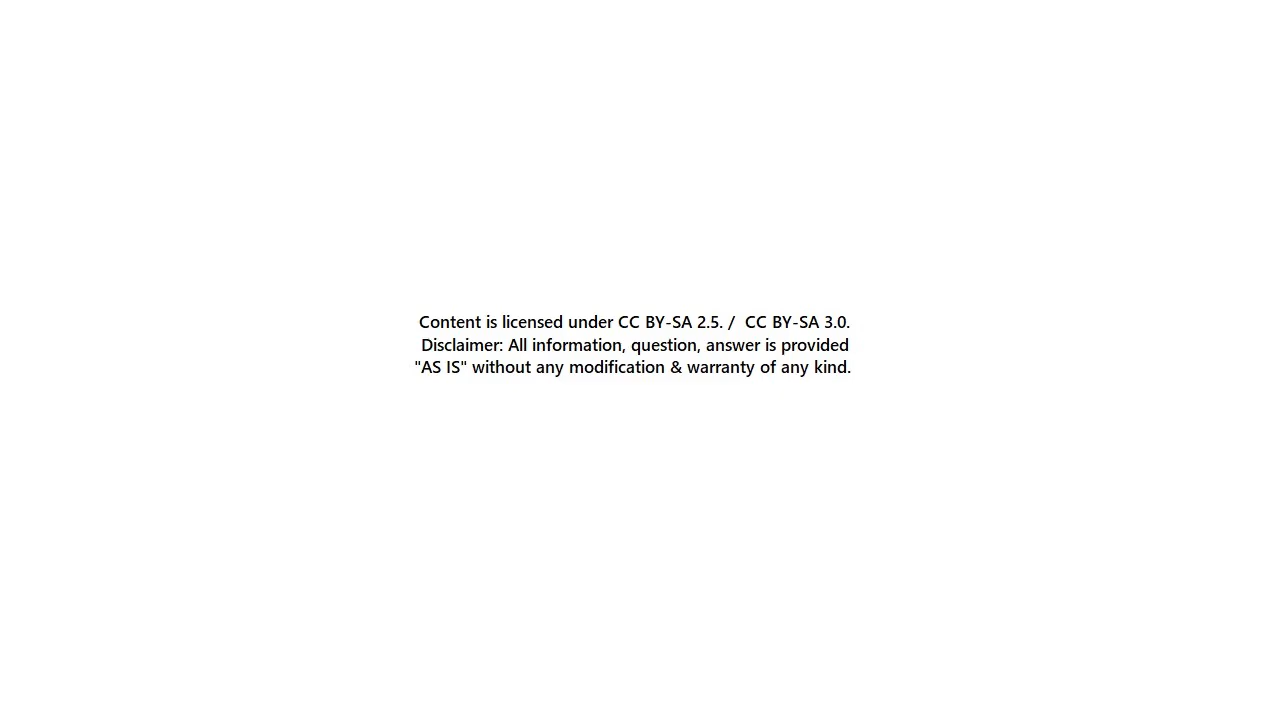 Content is licensed under CC BY-SA 2.5. /  CC BY-SA 3.0.
Disclaimer: All information, question, answer is provided
"AS IS" without any modification & warranty of any kind.